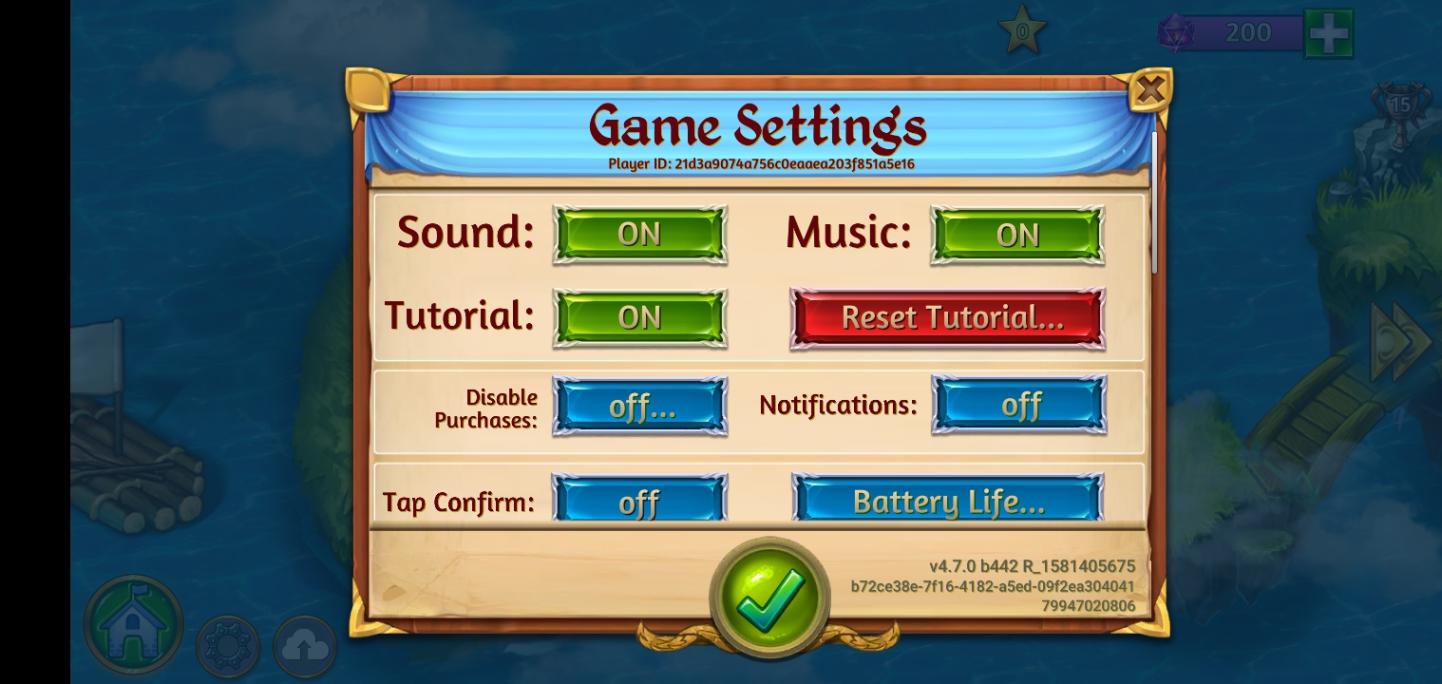 0
200
15
Game Settings
Player ID: 21d3a9074a756c0eaaea203f851a5e16
Sound: ON Music: ON
Tutorial: ON Reset Tutorial...
Disable
Purchases: off... Notifications: off
Tap Confirm: off Battery Life...
v4.7.0 b442 R_1581405675
b72ce38e-7f16-4182-a5ed-09f2ea304041
79947020806